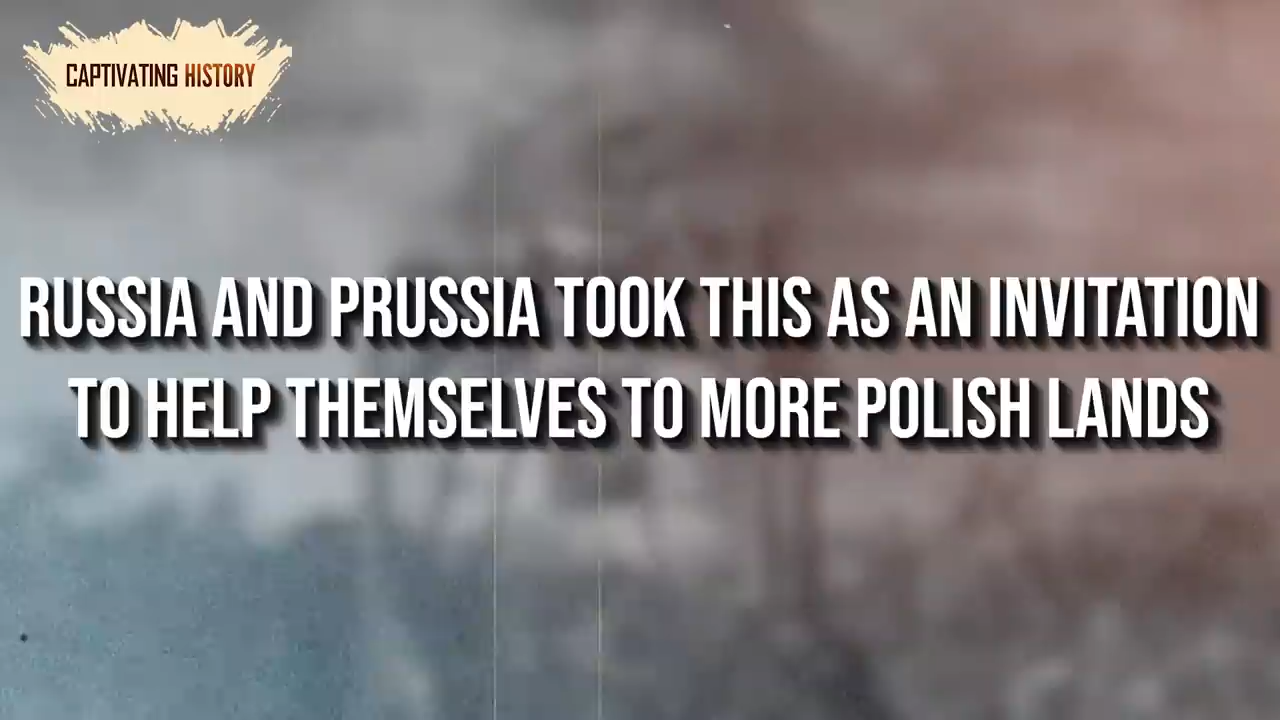 CAPTIVATING HISTORY
RUSSIA AND PRUSSIA TOOK THIS AS AN INVITATION
TO HELP THEMSELVES TO MORE POLISH LANDS